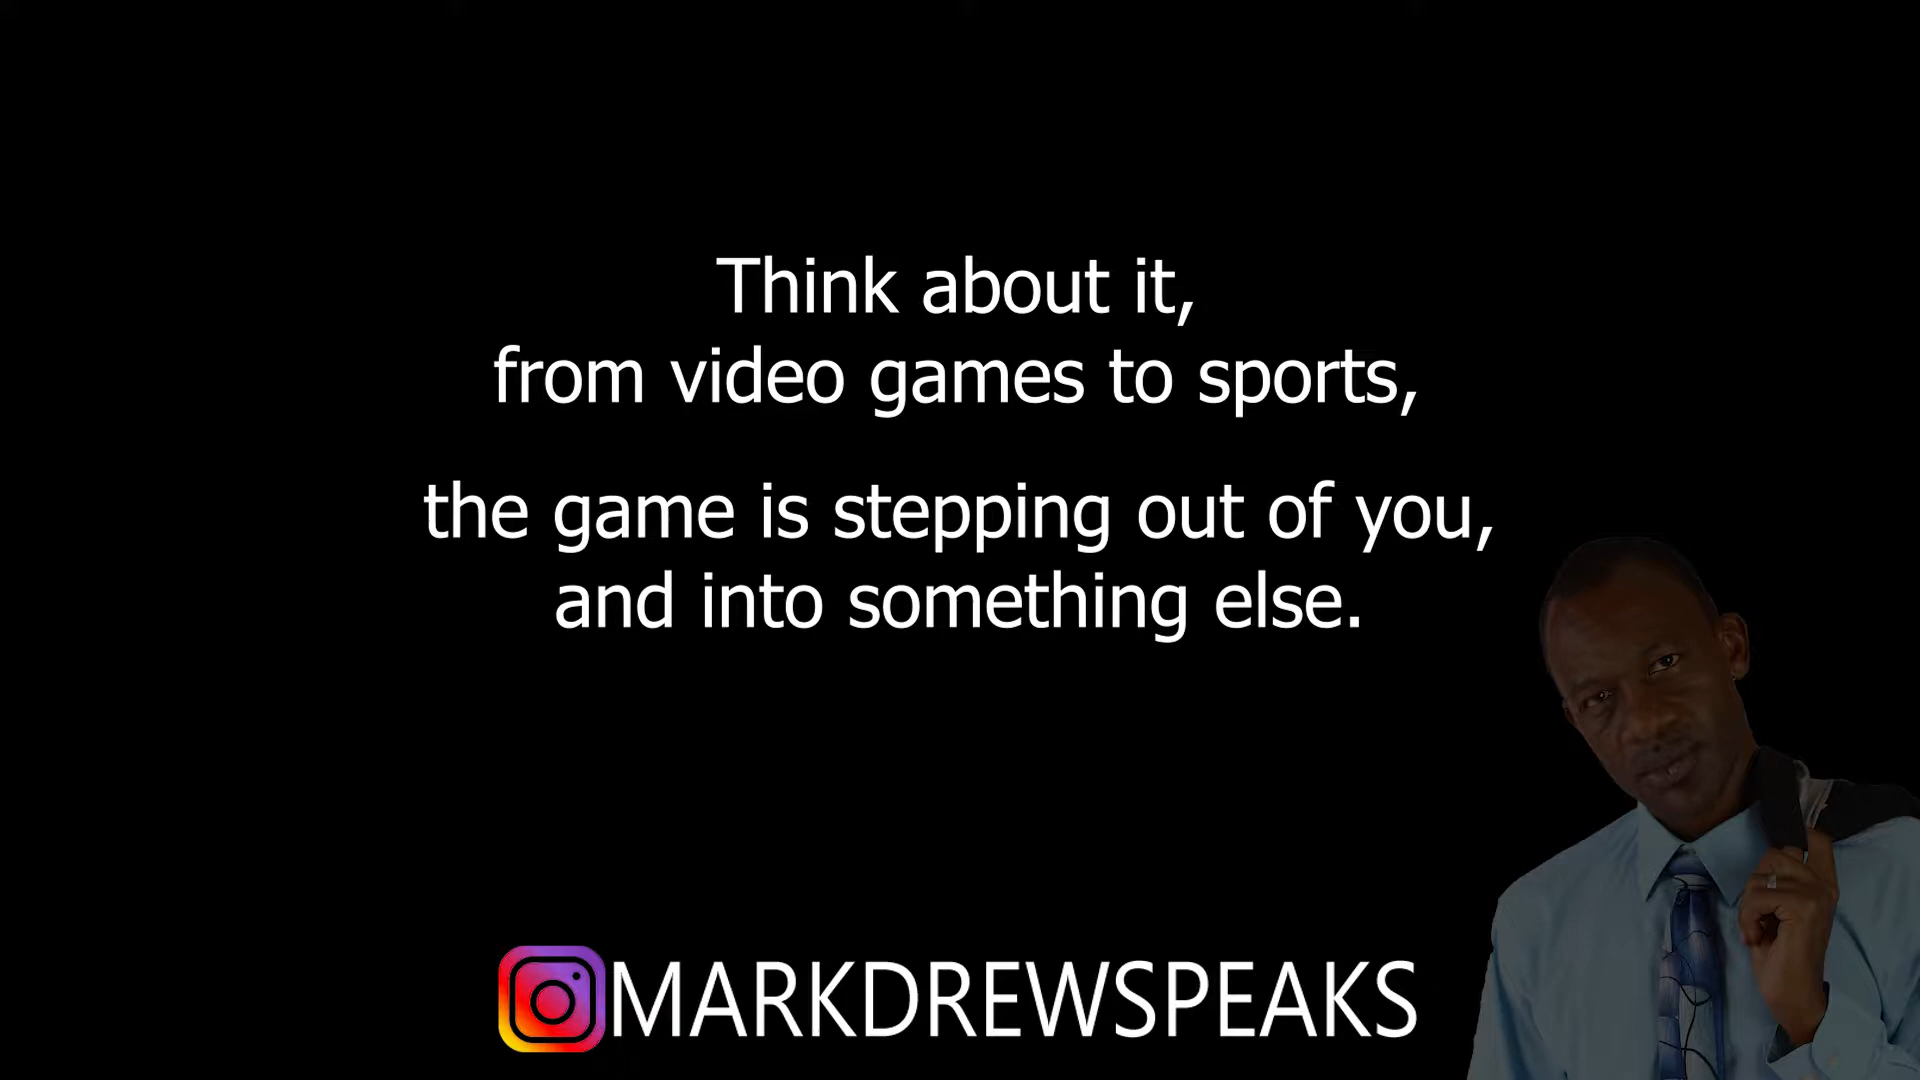 Think about it,
from video games to sports,
the game is stepping out of you,
and into something else.
MARKDREWSPEAKS